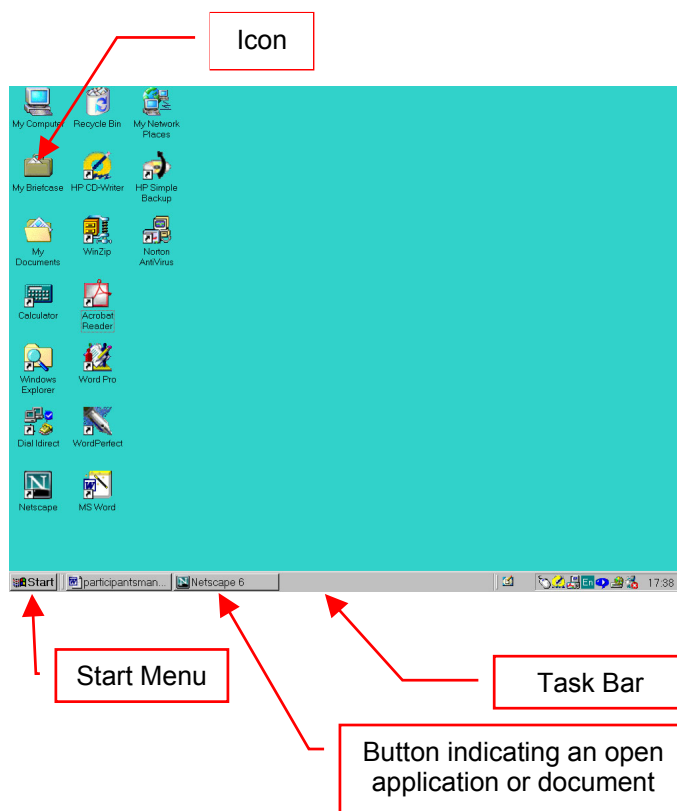 Icon
My Computer Recycle Bin My Network
Places
My Briefcase HP CD-Writer HP Simple
Backup
My
Documents
WinZip
Norton
AntiVirus
Calculator
Acrobat
Reader
Windows
Explorer
Word Pro
Dial Idirect WordPerfect
Netscape MS Word
Start participantsman... Netscape 6 En 17:38
Start Menu
Task Bar
Button indicating an open
application or document